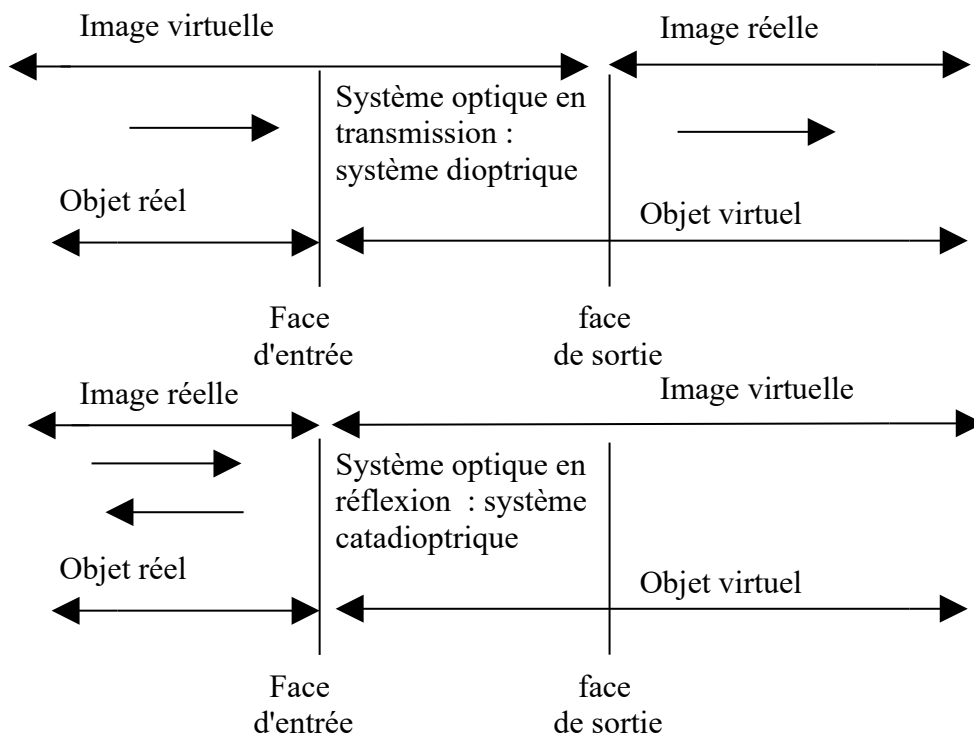 Image virtuelle
Image réelle
Système optique en
transmission :
système dioptrique
Objet réel
Objet virtuel
Face
d'entrée
face
de sortie
Image réelle
Image virtuelle
Système optique en
réflexion  : système
catadioptrique
Objet réel
Objet virtuel
Face
d'entrée
face
de sortie